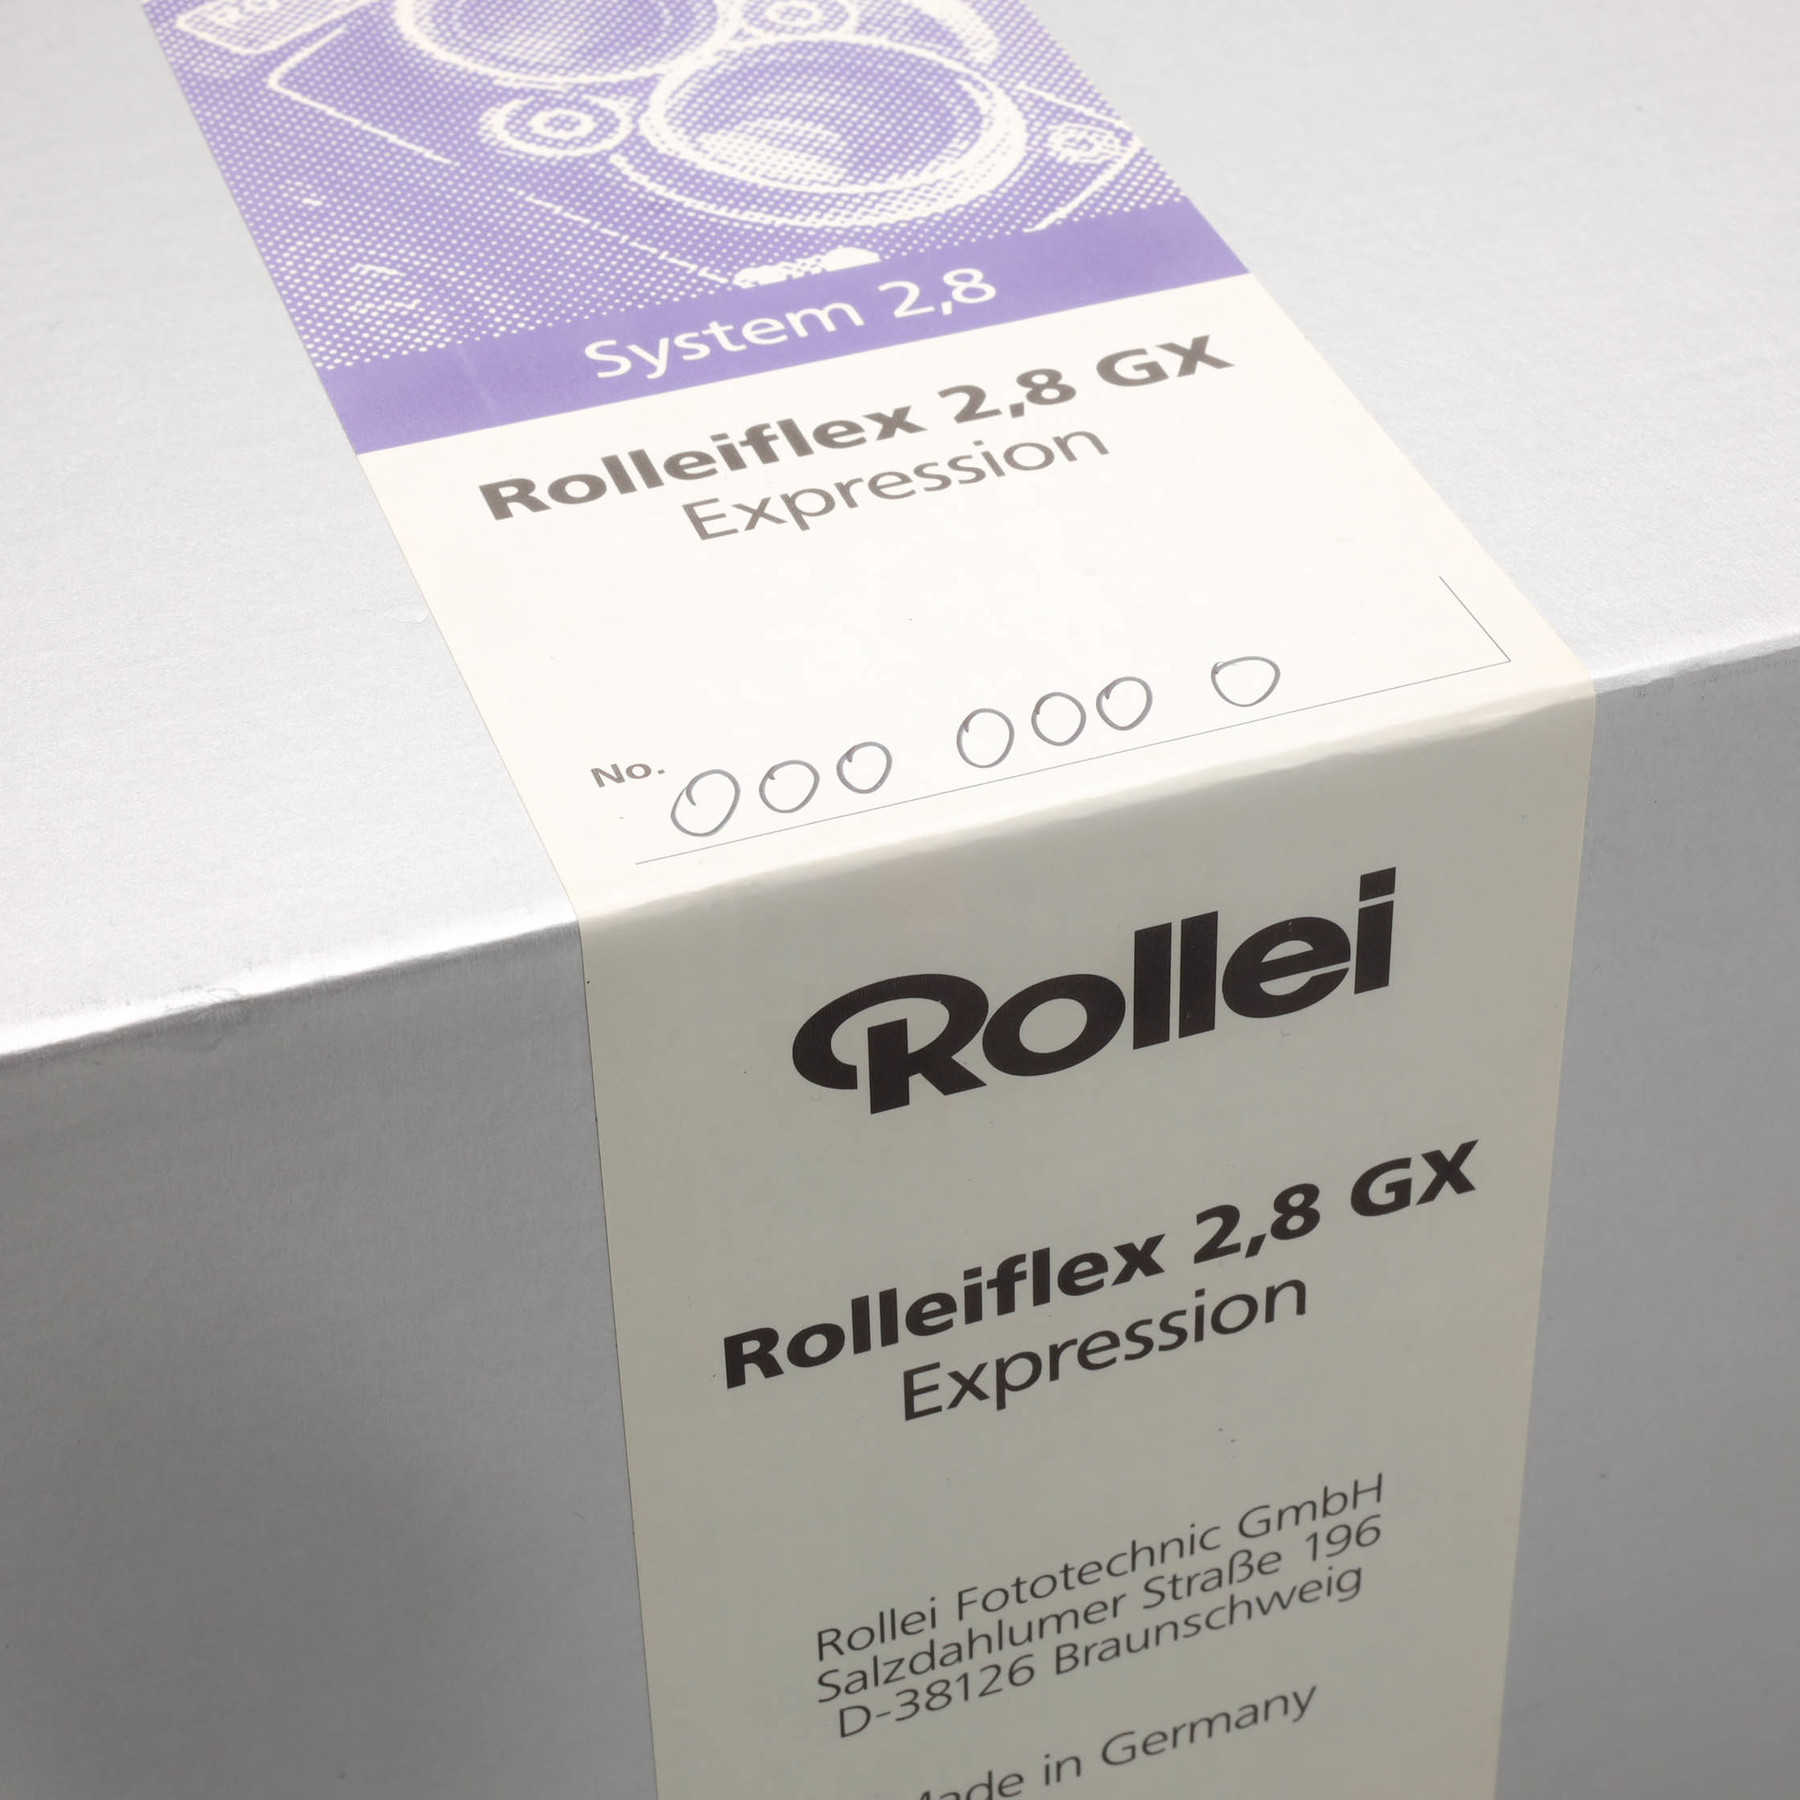 System 2,8
Rolleiflex 2,8 GX
Expression
No. 000 000 0
Rollei
Rolleiflex 2,8 GX
Expression
Rollei Fototechnic GmbH
Salzdahlumer Straße 196
D-38126 Braunschweig
Made in Germany